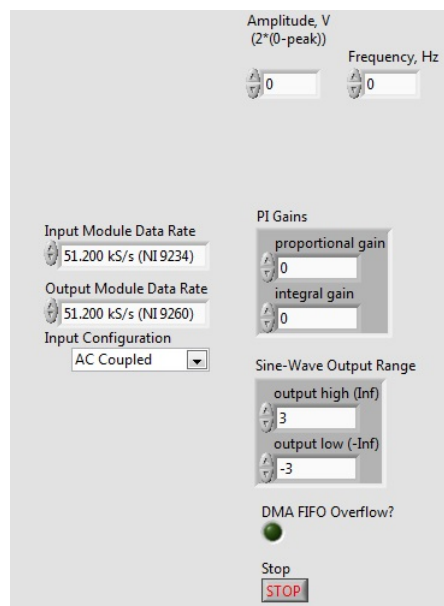 Amplitude, V
(2*(0-peak))
Frequency, Hz
0
0
Input Module Data Rate
51.200 kS/s (NI 9234)
Output Module Data Rate
51.200 kS/s (NI 9260)
Input Configuration
AC Coupled
PI Gains
proportional gain
0
integral gain
0
Sine-Wave Output Range
output high (Inf)
3
output low (-Inf)
-3
DMA FIFO Overflow?
Stop
STOP